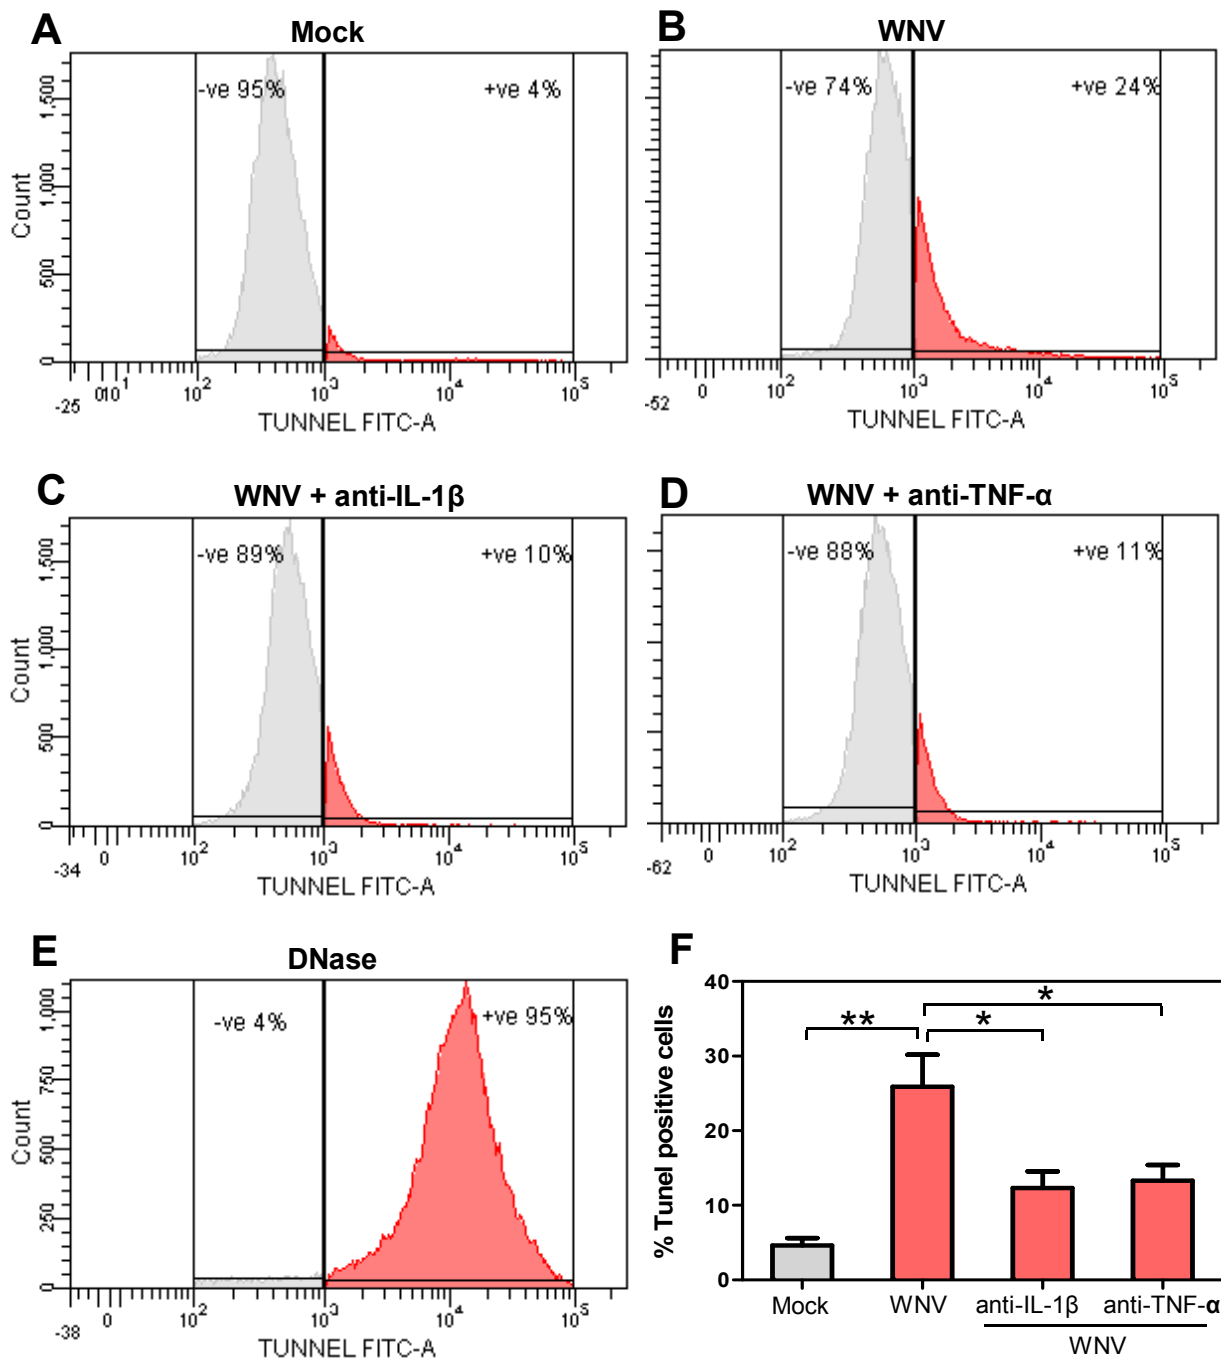 A
Mock
-ve 95%
+ve 4%
Count
1,500
1,000
500
0
-25
0 10¹ 10² 10³ 10⁴ 10⁵
TUNNEL FITC-A
B
WNV
-ve 74%
+ve 24%
-52
0 10² 10³ 10⁴ 10⁵
TUNNEL FITC-A
C
WNV + anti-IL-1β
-ve 89%
+ve 10%
Count
1,500
1,000
500
0
-34
0 10² 10³ 10⁴ 10⁵
TUNNEL FITC-A
D
WNV + anti-TNF-α
-ve 88%
+ve 11%
-62
0 10² 10³ 10⁴ 10⁵
TUNNEL FITC-A
E
DNase
-ve 4%
+ve 95%
Count
1,000
750
500
250
0
-38
0 10² 10³ 10⁴ 10⁵
TUNNEL FITC-A
F
% Tunel positive cells
40
30
20
10
0
**
*
*
Mock WNV anti-IL-1β anti-TNF-α
WNV